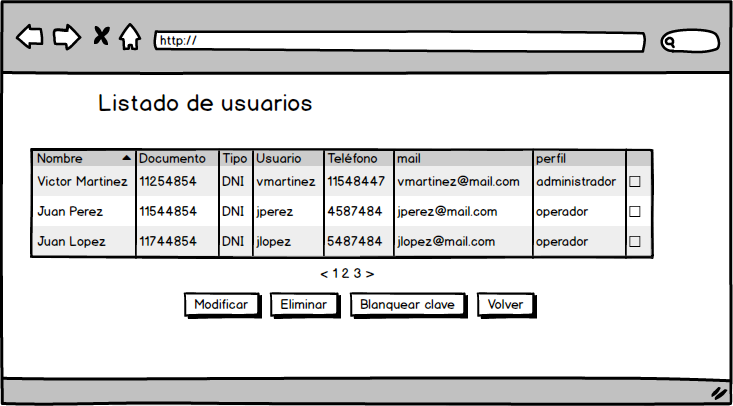 http://
Listado de usuarios
Nombre Documento Tipo Usuario Teléfono mail perfil
Victor Martinez 11254854 DNI vmartinez 11548447 vmartinez@mail.com administrador
Juan Perez 11544854 DNI jperez 4587484 jperez@mail.com operador
Juan Lopez 11744854 DNI jlopez 5487484 jlopez@mail.com operador
< 1 2 3 >
Modificar Eliminar Blanquear clave Volver